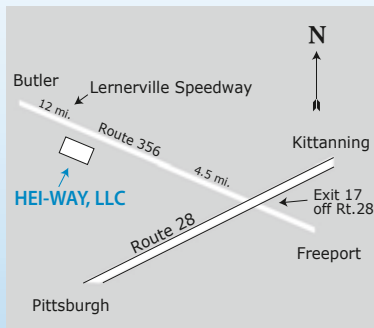 N
Butler
Lernerville Speedway
12 mi.
Route 356
Kittanning
4.5 mi.
HEI-WAY, LLC
Exit 17
off Rt.28
Route 28
Freeport
Pittsburgh